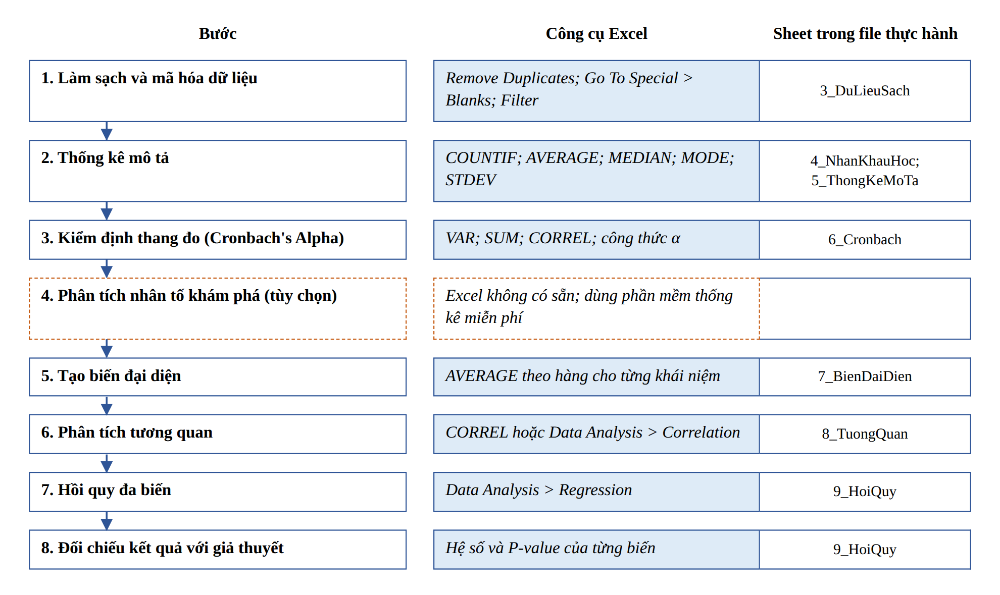 Bước
Công cụ Excel
Sheet trong file thực hành
1. Làm sạch và mã hóa dữ liệu
Remove Duplicates; Go To Special >
Blanks; Filter
3_DuLieuSach
2. Thống kê mô tả
COUNTIF; AVERAGE; MEDIAN; MODE;
STDEV
4_NhanKhauHoc;
5_ThongKeMoTa
3. Kiểm định thang đo (Cronbach's Alpha)
VAR; SUM; CORREL; công thức α
6_Cronbach
4. Phân tích nhân tố khám phá (tùy chọn)
Excel không có sẵn; dùng phần mềm thống
kê miễn phí
5. Tạo biến đại diện
AVERAGE theo hàng cho từng khái niệm
7_BienDaiDien
6. Phân tích tương quan
CORREL hoặc Data Analysis > Correlation
8_TuongQuan
7. Hồi quy đa biến
Data Analysis > Regression
9_HoiQuy
8. Đối chiếu kết quả với giả thuyết
Hệ số và P-value của từng biến
9_HoiQuy